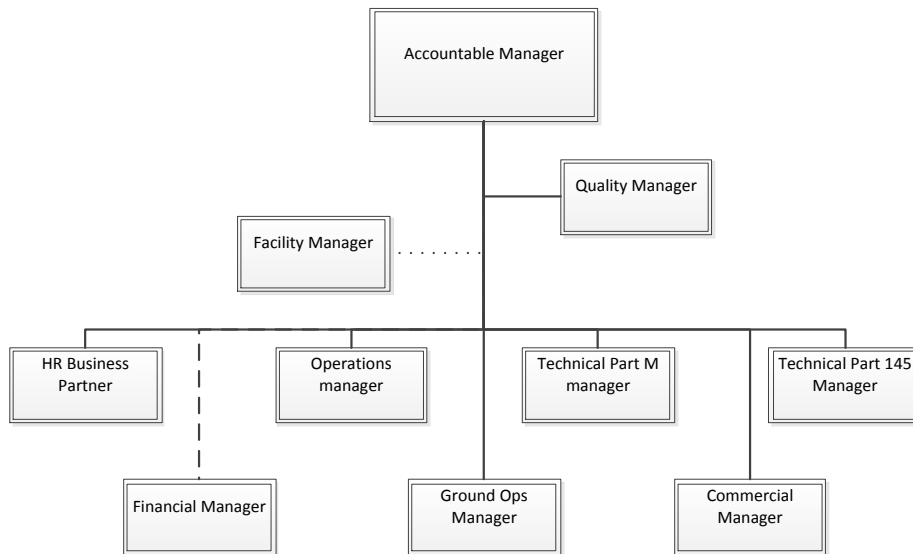 Accountable Manager
Quality Manager
Facility Manager
HR Business
Partner
Operations
manager
Technical Part M
manager
Technical Part 145
Manager
Financial Manager
Ground Ops
Manager
Commercial
Manager